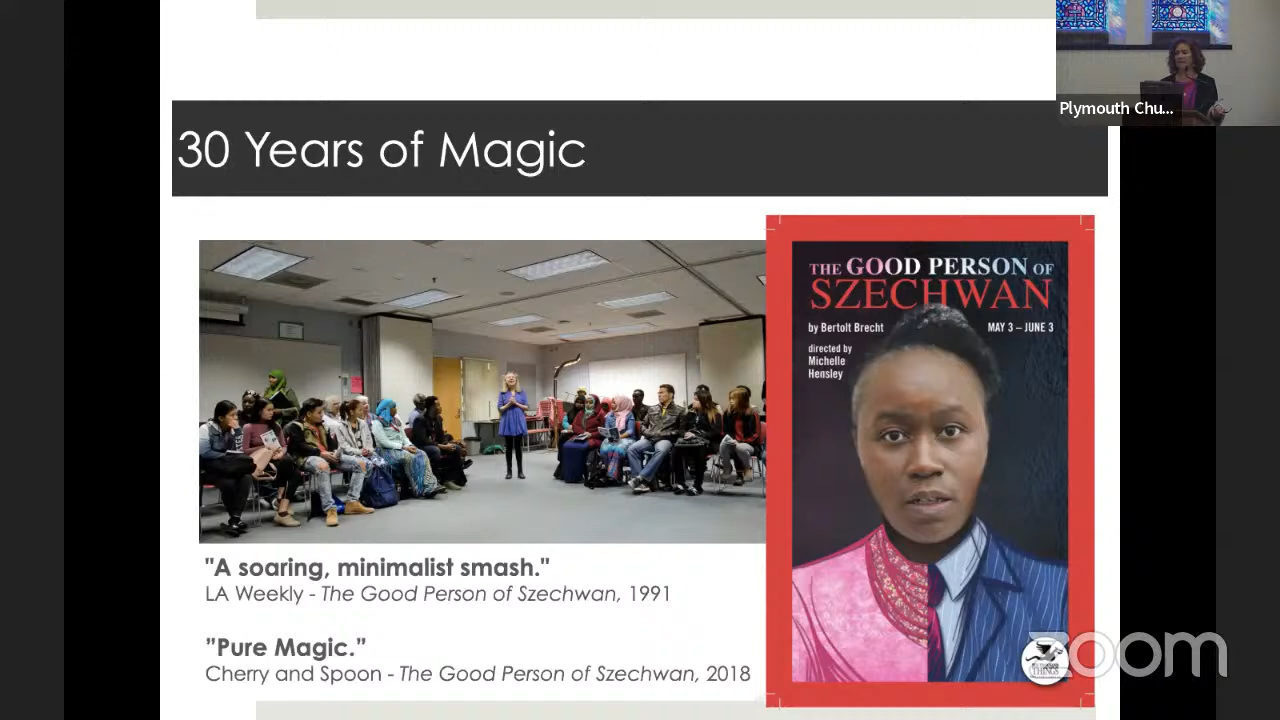 Plymouth Chu...
30 Years of Magic
THE GOOD PERSON OF
SZECHWAN
by Bertolt Brecht
MAY 3 – JUNE 3
directed by
Michelle
Hensley
"A soaring, minimalist smash."
LA Weekly - The Good Person of Szechwan, 1991
"Pure Magic."
Cherry and Spoon - The Good Person of Szechwan, 2018
THINGS
zoom